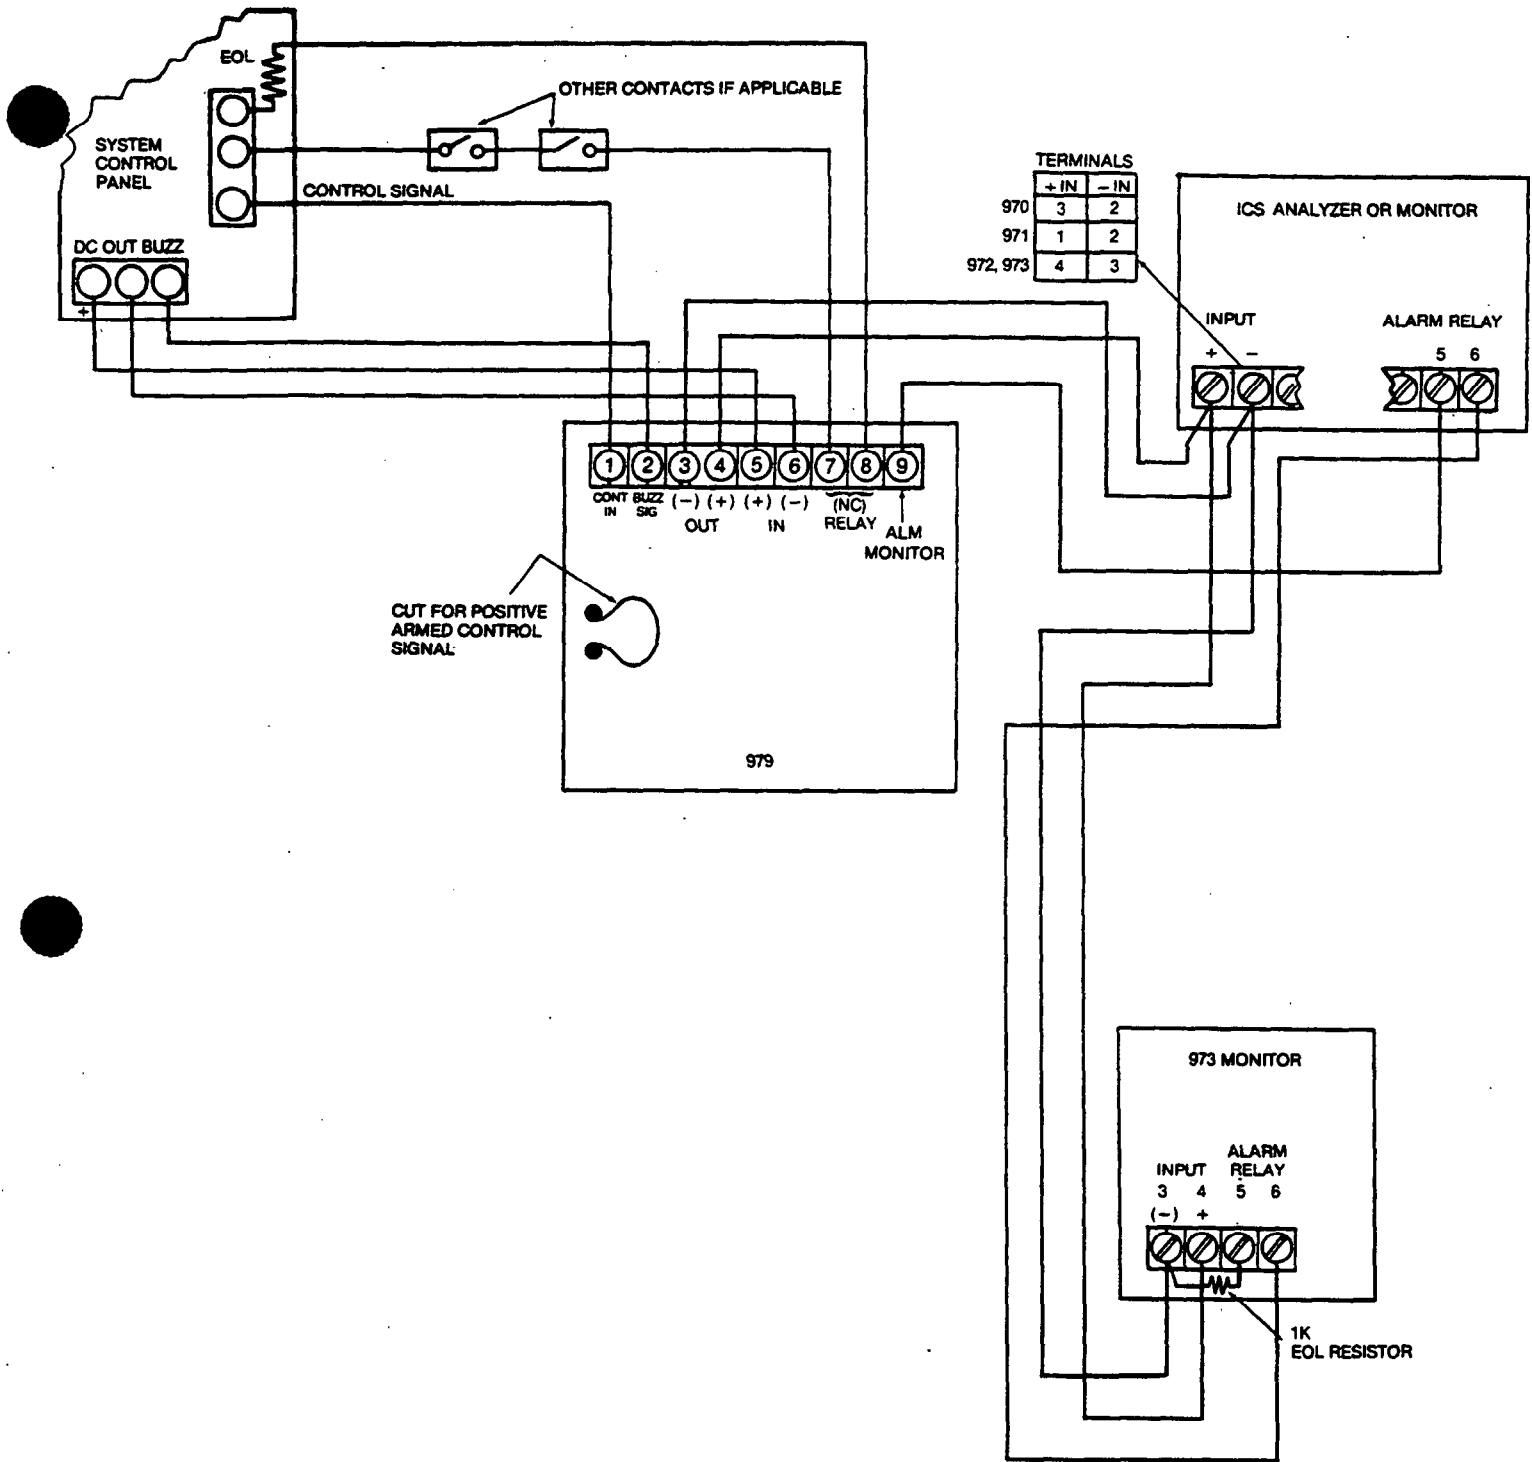 EOL
OTHER CONTACTS IF APPLICABLE
SYSTEM
CONTROL
PANEL
CONTROL SIGNAL
DC OUT BUZZ
+
TERMINALS
+ IN – IN
970 3 2
971 1 2
972, 973 4 3
ICS ANALYZER OR MONITOR
INPUT
+ –
ALARM RELAY
5 6
1 2 3 4 5 6 7 8 9
CONT
IN
BUZZ
SIG
(–) (+) (+) (–)
OUT IN
(NC)
RELAY
ALM
MONITOR
CUT FOR POSITIVE
ARMED CONTROL
SIGNAL
979
973 MONITOR
INPUT
ALARM
RELAY
3 4 5 6
(–) +
1K
EOL RESISTOR